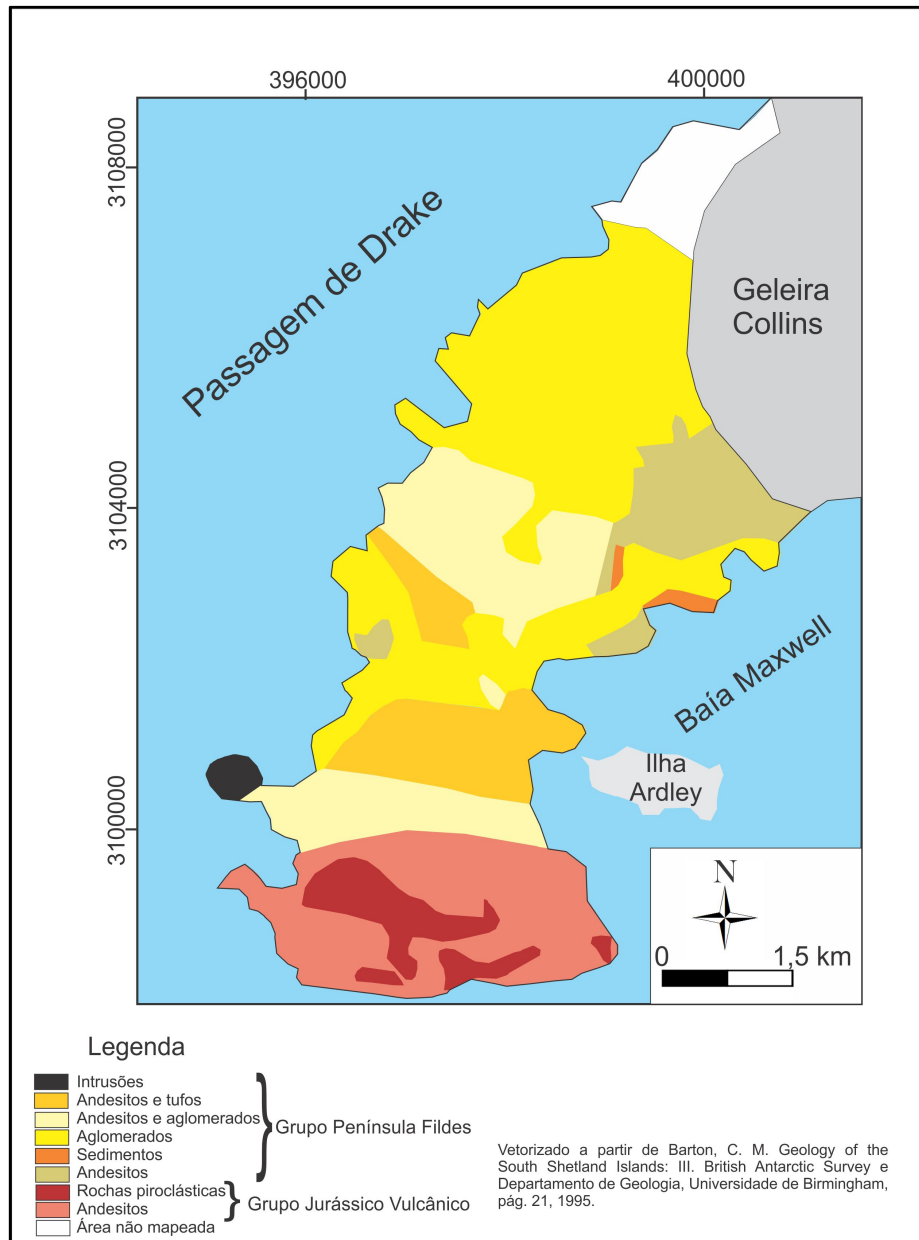 396000
400000
3108000
Passagem de Drake
Geleira
Collins
3104000
Baía Maxwell
Ilha
Ardley
3100000
N
0
1,5 km
Legenda
Intrusões
Andesitos e tufos
Andesitos e aglomerados
Aglomerados
Sedimentos
Andesitos
Grupo Península Fildes
Rochas piroclásticas
Andesitos
Grupo Jurássico Vulcânico
Área não mapeada
Vetorizado a partir de Barton, C. M. Geology of the
South Shetland Islands: III. British Antarctic Survey e
Departamento de Geologia, Universidade de Birmingham,
pág. 21, 1995.